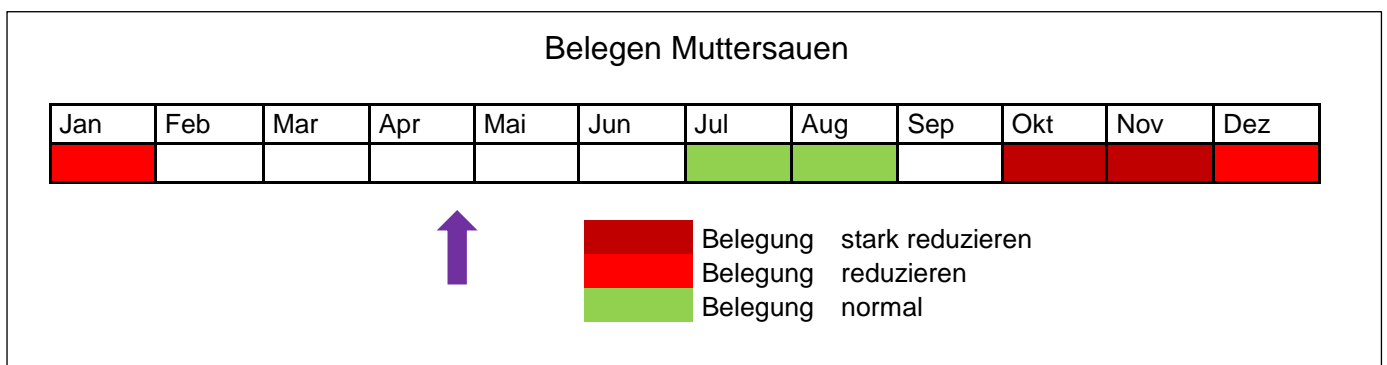 Belegen Muttersauen
Jan Feb Mar Apr Mai Jun Jul Aug Sep Okt Nov Dez
Belegung stark reduzieren
Belegung reduzieren
Belegung normal